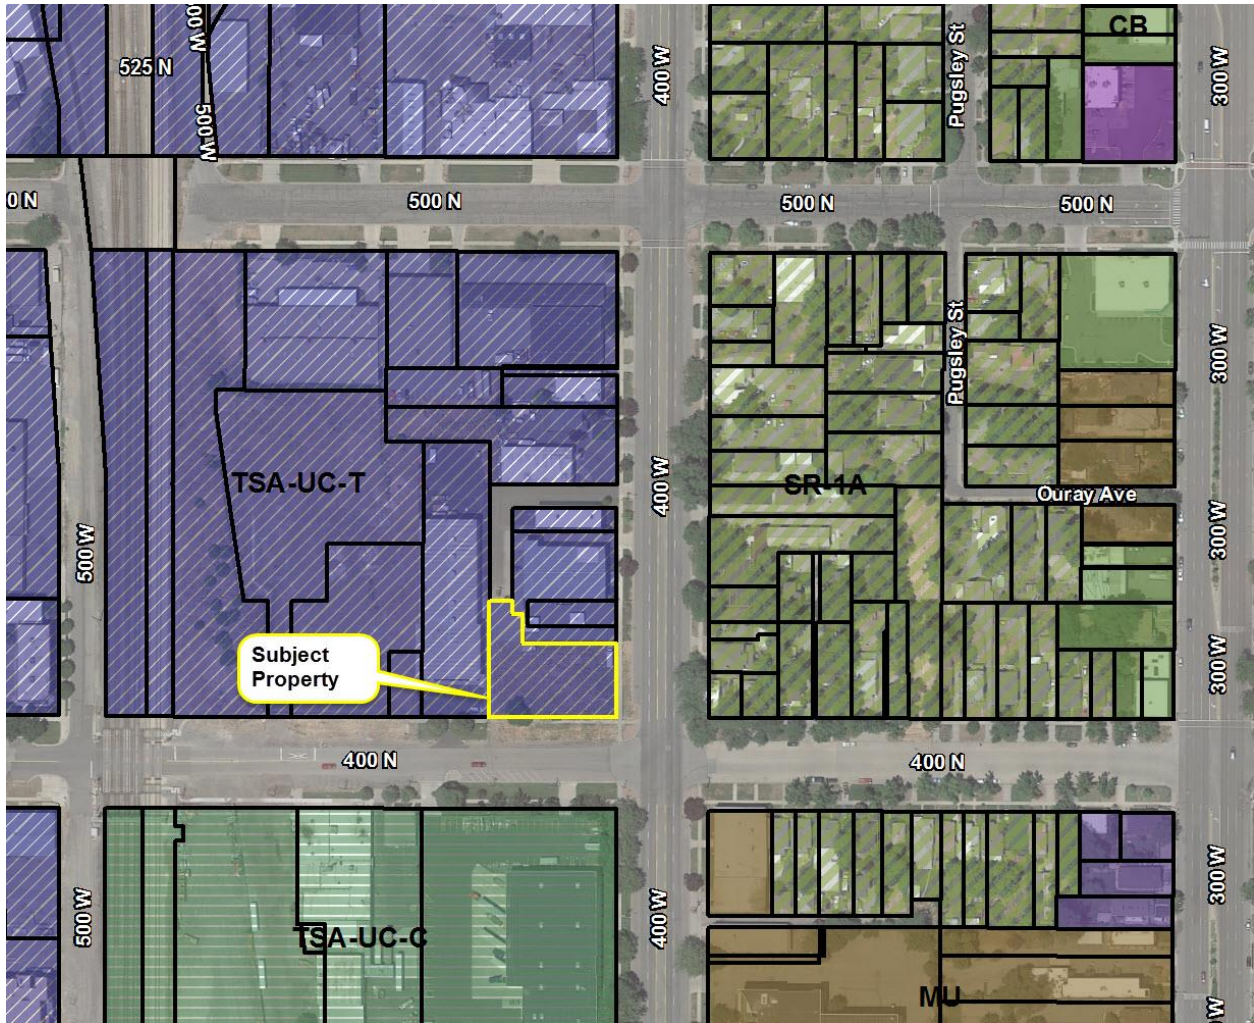 CB
500 W
525 N
400 W
Pugsley St
300 W
500 W
0 N
500 N
500 N
500 N
Pugsley St
300 W
TSA-UC-T
400 W
SR-1A
Ouray Ave
500 W
300 W
Subject
Property
300 W
400 N
400 N
500 W
400 W
300 W
TSA-UC-C
MU